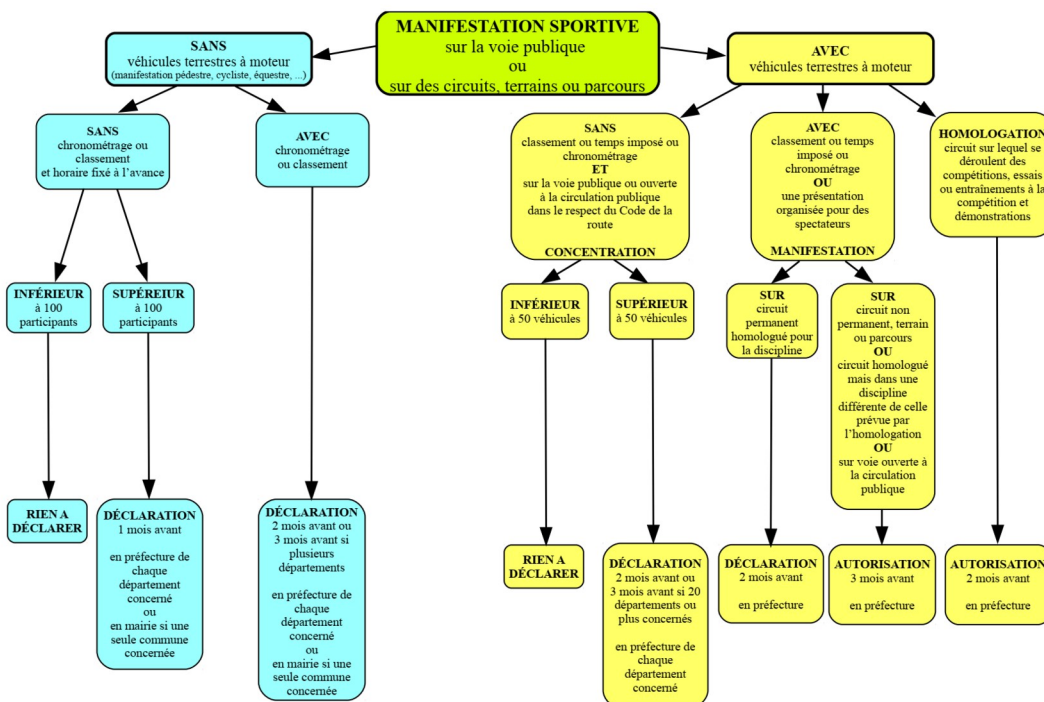 MANIFESTATION SPORTIVE
sur la voie publique
ou
sur des circuits, terrains ou parcours
SANS
véhicules terrestres à moteur
(manifestation pédestre, cycliste, équestre, ...)
AVEC
véhicules terrestres à moteur
SANS
chronométrage ou
classement
et horaire fixé à l'avance
AVEC
chronométrage
ou classement
SANS
classement ou temps imposé ou
chronométrage
ET
sur la voie publique ou ouverte
à la circulation publique
dans le respect du Code de la
route
CONCENTRATION
AVEC
classement ou temps
imposé ou
chronométrage
OU
une présentation
organisée pour des
spectateurs
MANIFESTATION
HOMOLOGATION
circuit sur lequel se
déroulent des
compétitions, essais
ou entraînements à la
compétition et
démonstrations
INFÉRIEUR
à 100
participants
SUPÉREIUR
à 100
participants
INFÉRIEUR
à 50 véhicules
SUPÉRIEUR
à 50 véhicules
SUR
circuit
permanent
homologué pour
la discipline
SUR
circuit non
permanent, terrain
ou parcours
OU
circuit homologué
mais dans une
discipline
différente de celle
prévue par
l'homologation
OU
sur voie ouverte à
la circulation
publique
RIEN A
DÉCLARER
DÉCLARATION
1 mois avant
en préfecture de
chaque
département
concerné
ou
en mairie si une
seule commune
concernée
DÉCLARATION
2 mois avant ou
3 mois avant si
plusieurs
départements
en préfecture de
chaque
département
concerné
ou
en mairie si une
seule commune
concernée
RIEN A
DÉCLARER
DÉCLARATION
2 mois avant ou
3 mois avant si 20
départements ou
plus concernés
en préfecture de
chaque
département
concerné
DÉCLARATION
2 mois avant
en préfecture
AUTORISATION
3 mois avant
en préfecture
AUTORISATION
2 mois avant
en préfecture